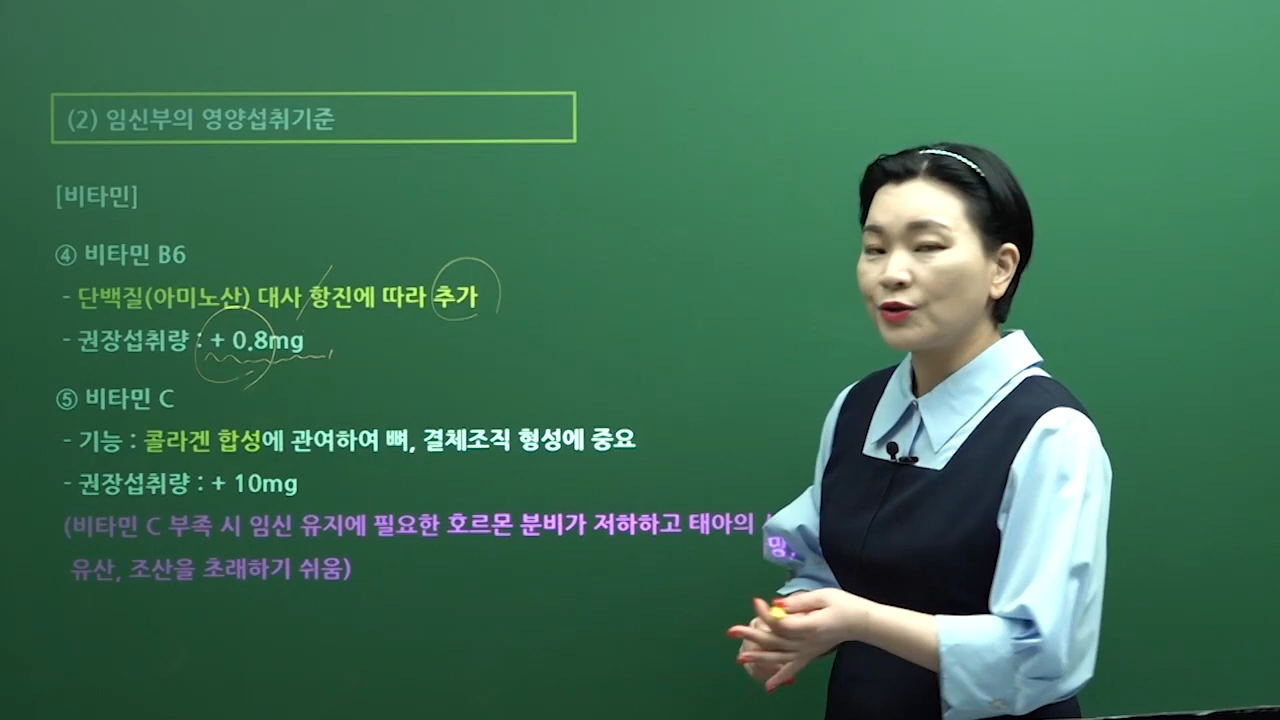 (2) 임신부의 영양섭취기준
[비타민]
④ 비타민 B6
- 단백질(아미노산) 대사 항진에 따라 추가
- 권장섭취량 : + 0.8mg
⑤ 비타민 C
- 기능 : 콜라겐 합성에 관여하여 뼈, 결체조직 형성에 중요
- 권장섭취량 : + 10mg
(비타민 C 부족 시 임신 유지에 필요한 호르몬 분비가 저하하고 태아의 망,
유산, 조산을 초래하기 쉬움)